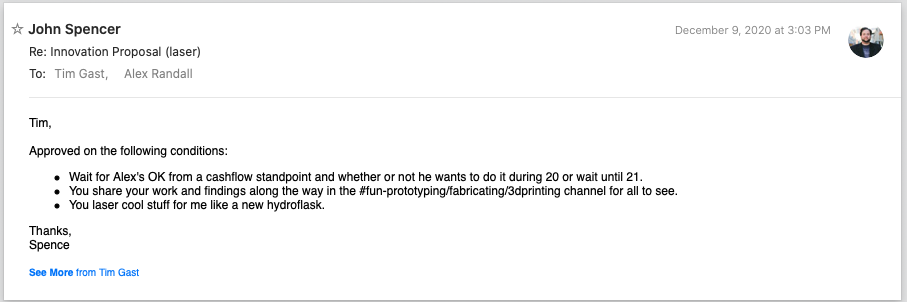 ☆ John Spencer
December 9, 2020 at 3:03 PM
Re: Innovation Proposal (laser)
To: Tim Gast, Alex Randall
Tim,
Approved on the following conditions:
• Wait for Alex's OK from a cashflow standpoint and whether or not he wants to do it during 20 or wait until 21.
• You share your work and findings along the way in the #fun-prototyping/fabricating/3dprinting channel for all to see.
• You laser cool stuff for me like a new hydroflask.
Thanks,
Spence
See More from Tim Gast